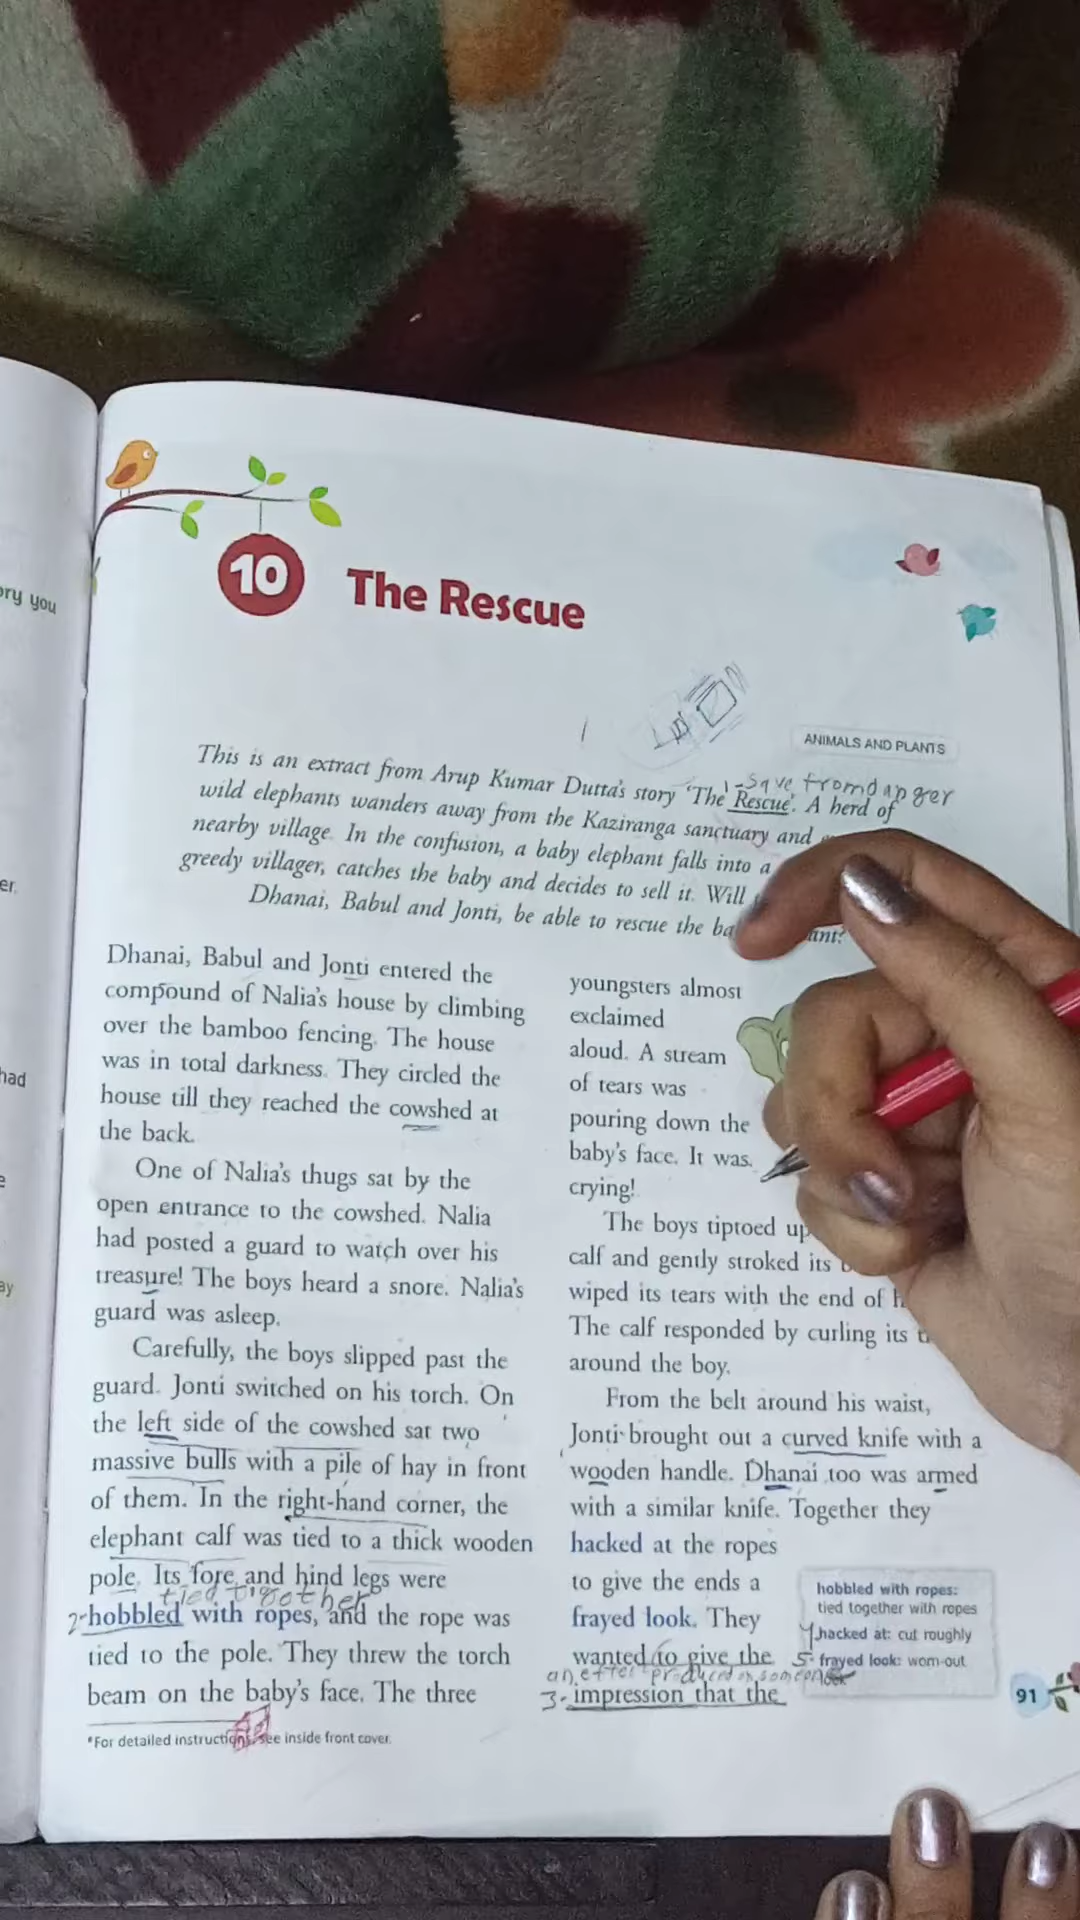 ory you
er.
had
ay
10 The Rescue
ANIMALS AND PLANTS
This is an extract from Arup Kumar Dutta's story 'The Rescue'. A herd of
1- save from danger
wild elephants wanders away from the Kaziranga sanctuary and
nearby village. In the confusion, a baby elephant falls into a
greedy villager, catches the baby and decides to sell it. Will
Dhanai, Babul and Jonti, be able to rescue the
Dhanai, Babul and Jonti entered the
compound of Nalia's house by climbing
over the bamboo fencing. The house
was in total darkness. They circled the
house till they reached the cowshed at
the back.
One of Nalia's thugs sat by the
open entrance to the cowshed. Nalia
had posted a guard to watch over his
treasure! The boys heard a snore. Nalia's
guard was asleep.
Carefully, the boys slipped past the
guard. Jonti switched on his torch. On
the left side of the cowshed sat two
massive bulls with a pile of hay in front
of them. In the right-hand corner, the
elephant calf was tied to a thick wooden
pole. Its fore and hind legs were
tied together
2- hobbled with ropes, and the rope was
tied to the pole. They threw the torch
beam on the baby's face. The three
*For detailed instructions, see inside front cover.
youngsters almost
exclaimed
aloud. A stream
of tears was
pouring down the
baby's face. It was
crying!
The boys tiptoed up
calf and gently stroked its
wiped its tears with the end of
The calf responded by curling its
around the boy.
From the belt around his waist,
Jonti brought out a curved knife with a
wooden handle. Dhanai too was armed
with a similar knife. Together they
hacked at the ropes
to give the ends a
frayed look. They
wanted to give the
an effect produced on someone
3- impression that the
hobbled with ropes:
tied together with ropes
4 hacked at: cut roughly
5- frayed look: worn-out
look
91